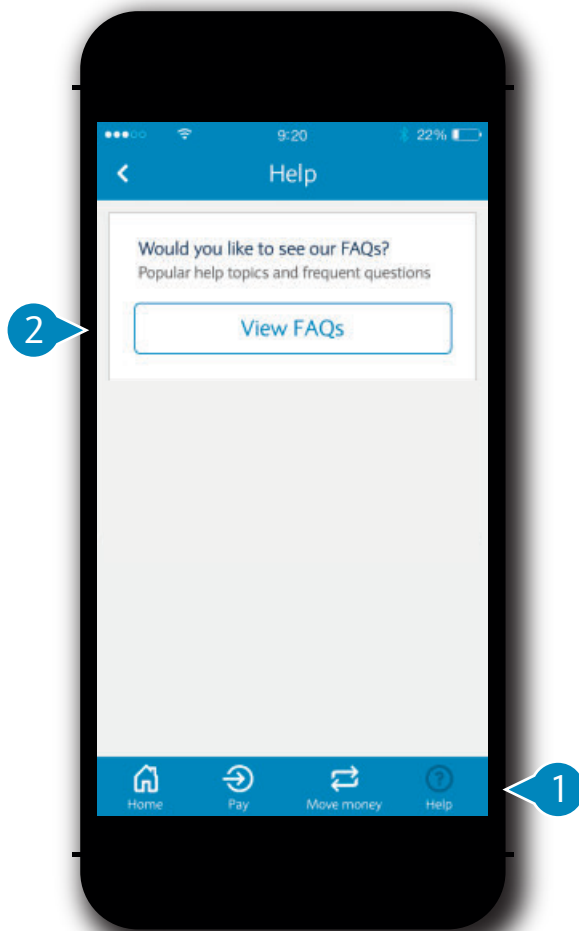 9:20
22%
Help
Would you like to see our FAQs?
Popular help topics and frequent questions
View FAQs
2
Home
Pay
Move money
Help
1